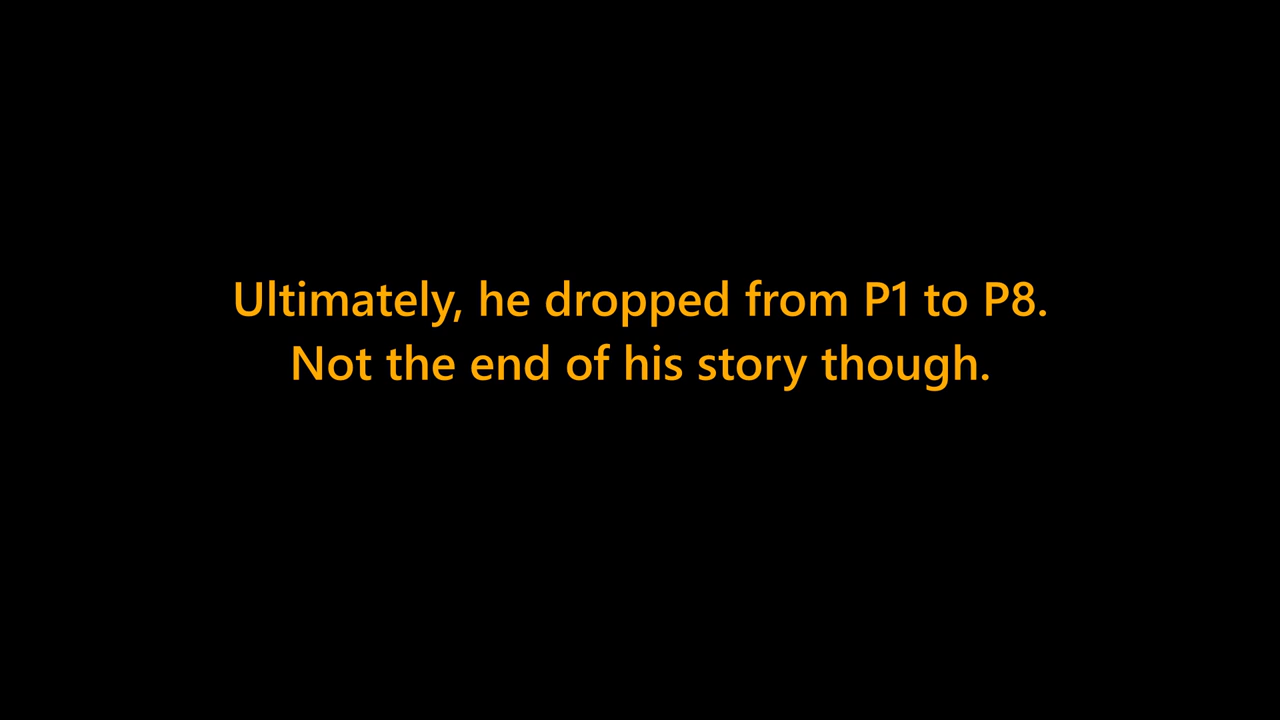 Ultimately, he dropped from P1 to P8.
Not the end of his story though.